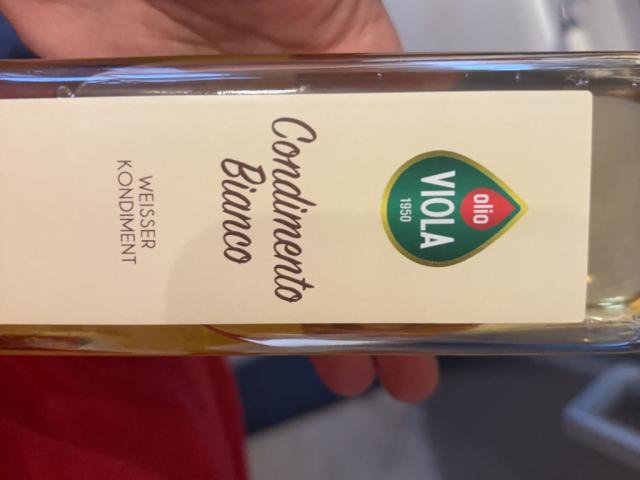 olio
VIOLA
1950
Condimento
Bianco
WEISSER
KONDIMENT